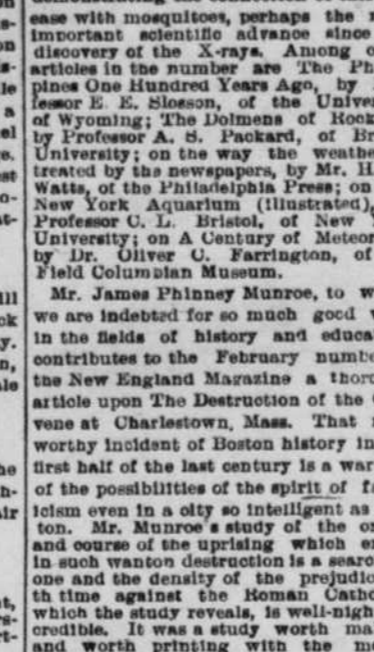 ease with mosquitoes, perhaps the
important scientific advance since
discovery of the X-rays. Among
articles in the number are The Ph
pines One Hundred Years Ago, by
fessor E. E. Slosson, of the Univer
of Wyoming; The Dolmens of Rock
by Professor A. S. Packard, of Br
University; on the way the weathe
treated by the newspapers, by Mr. H
Watts, of the Philadelphia Press; on
New York Aquarium (illustrated),
Professor C. L. Bristol, of New
University; on A Century of Meteor
by Dr. Oliver C. Farrington, of
Field Columbian Museum.
Mr. James Phinney Munroe, to w
we are indebted for so much good
in the fields of history and educa
contributes to the February numbe
the New England Magazine a thoro
article upon The Destruction of the
vene at Charlestown, Mass. That
worthy incident of Boston history in
first half of the last century is a war
of the possibilities of the spirit of fa
icism even in a city so intelligent as
ton. Mr. Munroe's study of the or
and course of the uprising which e
in such wanton destruction is a searc
one and the density of the prejudic
th time against the Roman Catho
which the study reveals, is well-nigh
credible. It was a study worth ma
and worth printing with the